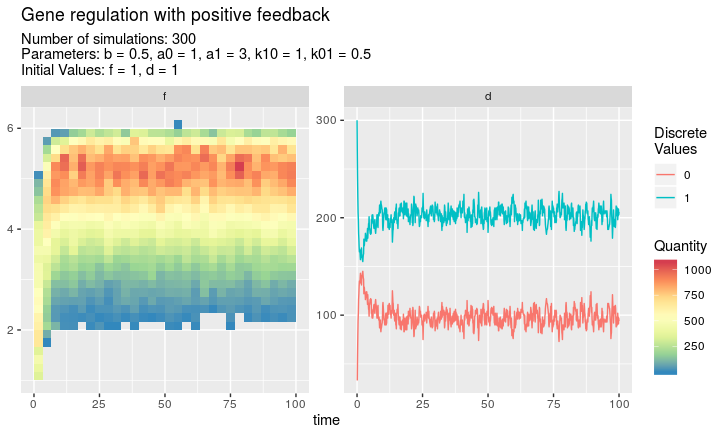 Gene regulation with positive feedback
Number of simulations: 300
Parameters: b = 0.5, a0 = 1, a1 = 3, k10 = 1, k01 = 0.5
Initial Values: f = 1, d = 1
f
d
6
4
2
0
25
50
75
100
300
200
100
0
25
50
75
100
time
Discrete
Values
0
1
Quantity
1000
750
500
250